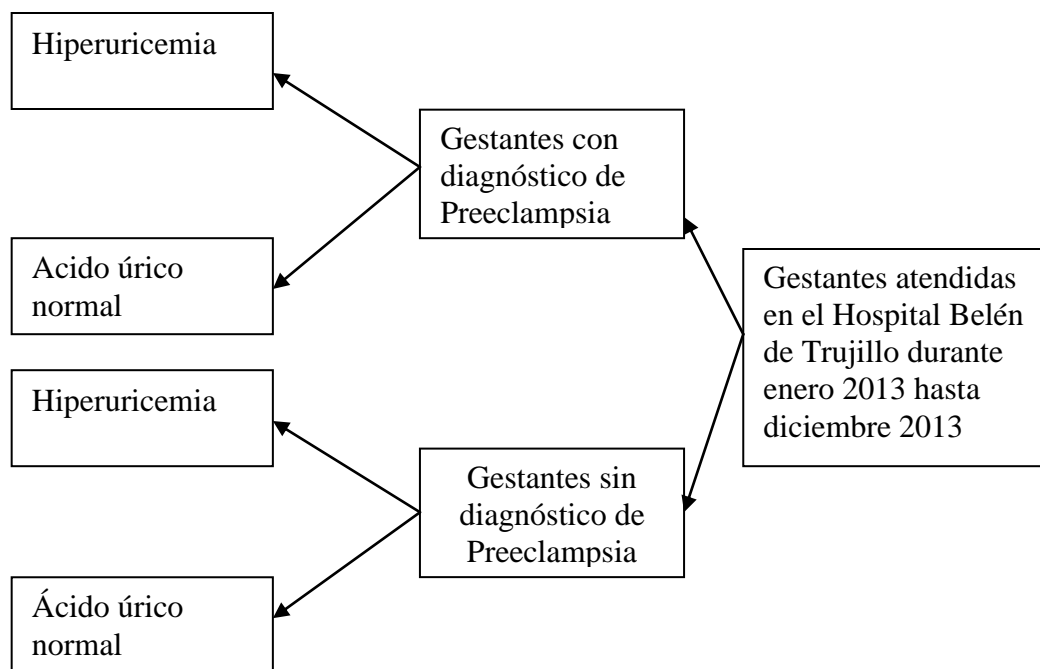 Hiperuricemia
Gestantes con
diagnóstico de
Preeclampsia
Acido úrico
normal
Gestantes atendidas
en el Hospital Belén
de Trujillo durante
enero 2013 hasta
diciembre 2013
Hiperuricemia
Gestantes sin
diagnóstico de
Preeclampsia
Ácido úrico
normal